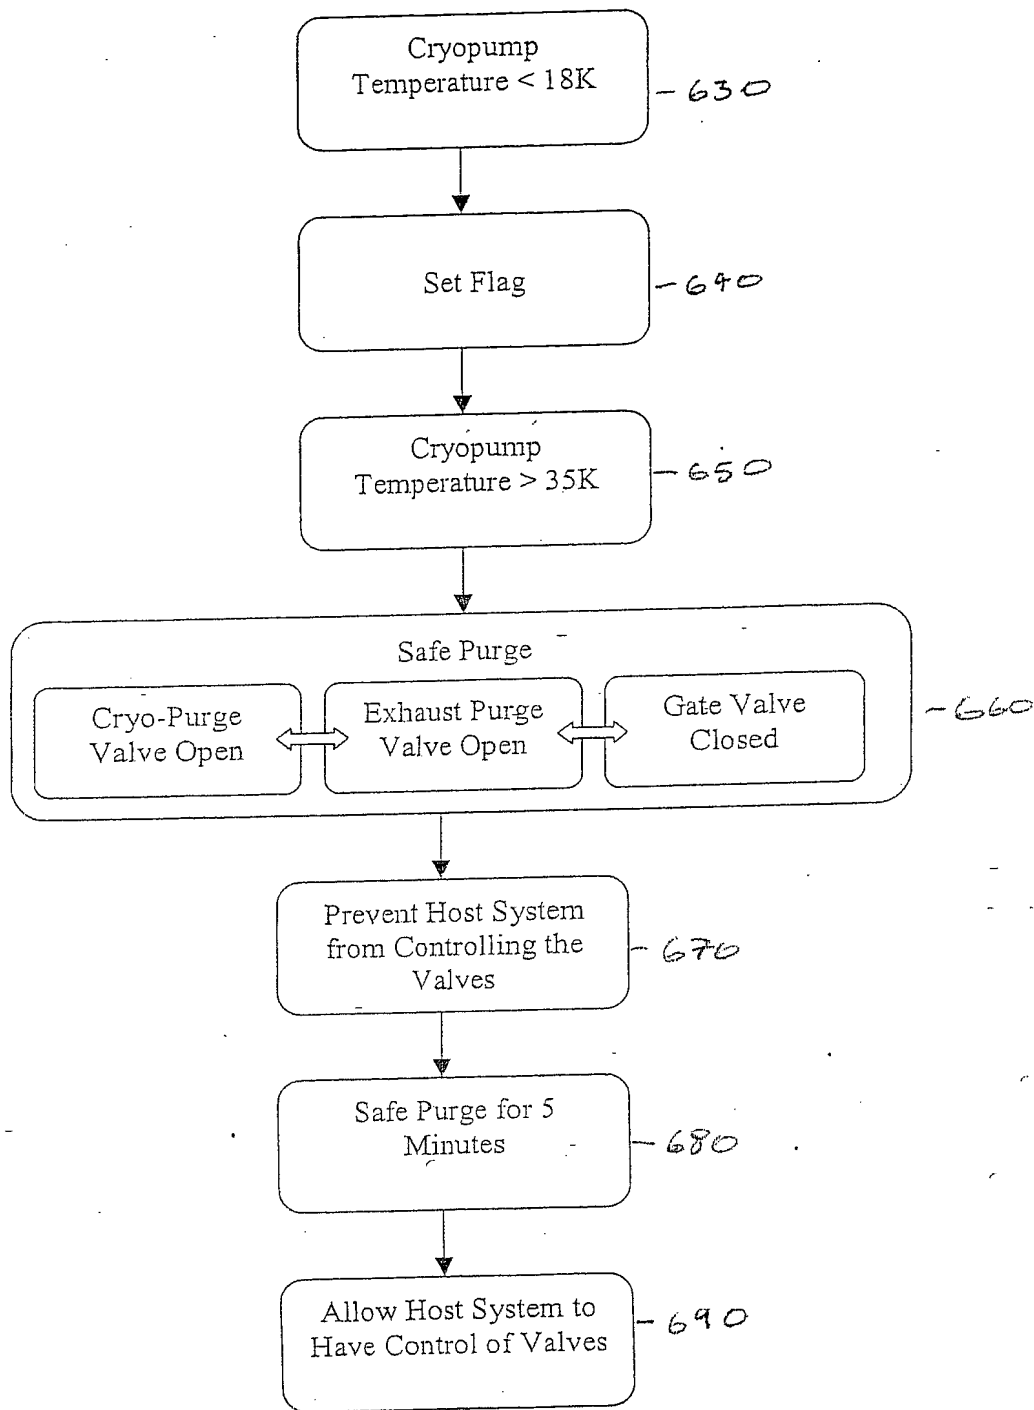 Cryopump
Temperature < 18K
- 630
Set Flag
- 640
Cryopump
Temperature > 35K
- 650
Safe Purge
Cryo-Purge
Valve Open
Exhaust Purge
Valve Open
Gate Valve
Closed
- 660
Prevent Host System
from Controlling the
Valves
- 670
Safe Purge for 5
Minutes
- 680
Allow Host System to
Have Control of Valves
- 690